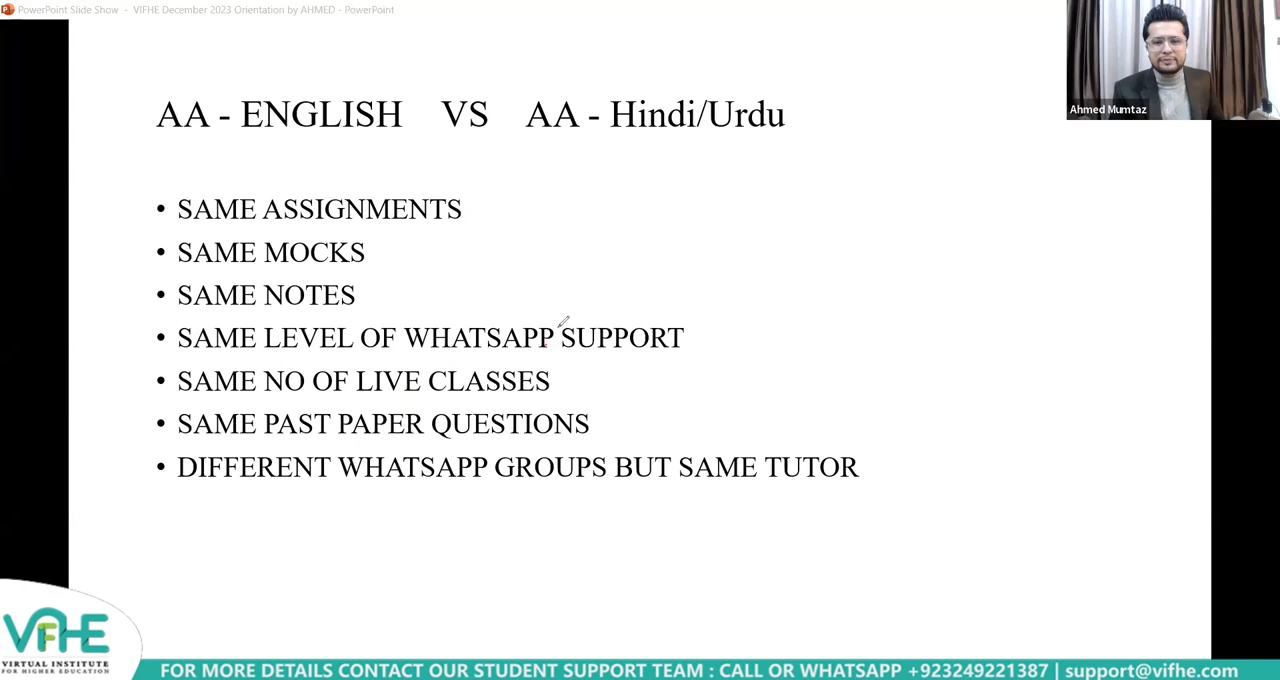 PowerPoint Slide Show - VIFHE December 2023 Orientation by AHMED - PowerPoint
Ahmed Mumtaz
AA - ENGLISH VS AA - Hindi/Urdu
• SAME ASSIGNMENTS
• SAME MOCKS
• SAME NOTES
• SAME LEVEL OF WHATSAPP SUPPORT
• SAME NO OF LIVE CLASSES
• SAME PAST PAPER QUESTIONS
• DIFFERENT WHATSAPP GROUPS BUT SAME TUTOR
VIFHE
VIRTUAL INSTITUTE
FOR HIGHER EDUCATION
FOR MORE DETAILS CONTACT OUR STUDENT SUPPORT TEAM : CALL OR WHATSAPP +923249221387 | support@vifhe.com